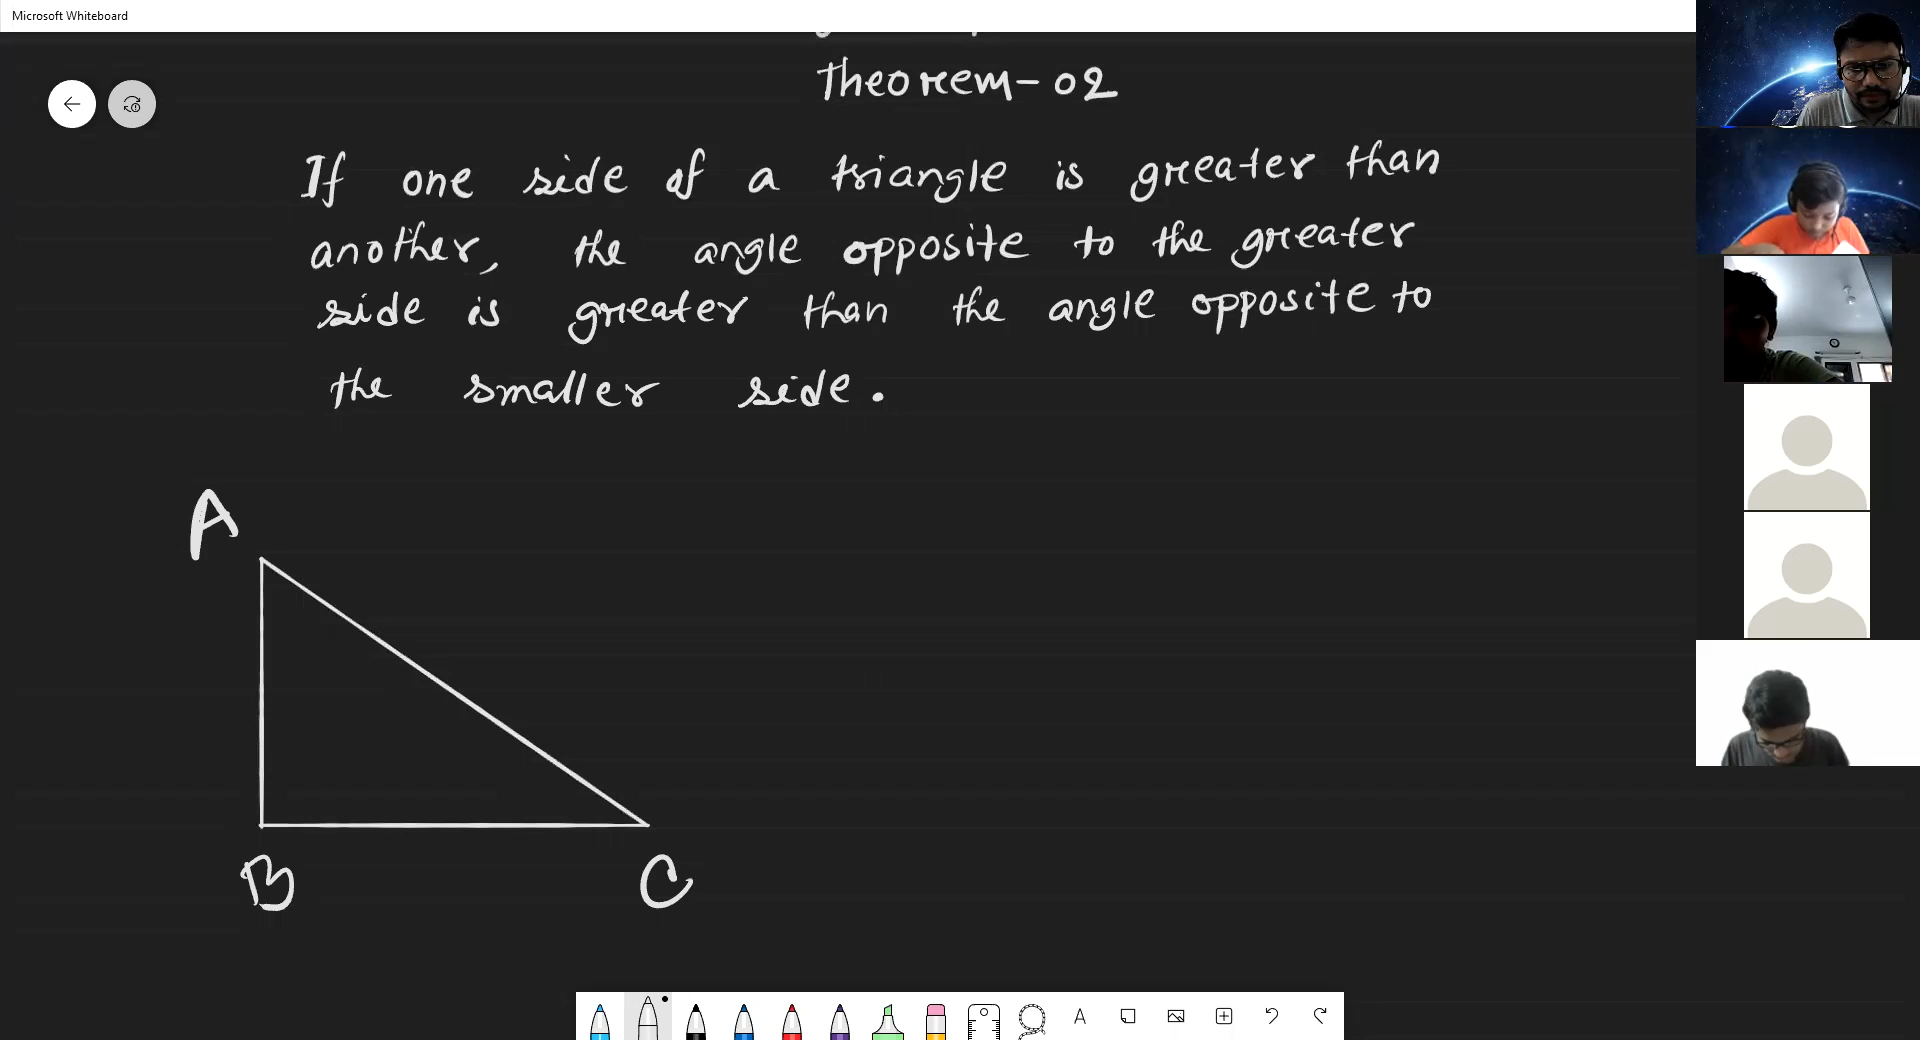 Microsoft Whiteboard
Theorem-02
If one side of a triangle is greater than
another, the angle opposite to the greater
side is greater than the angle opposite to
the smaller side.
A
B
C
A